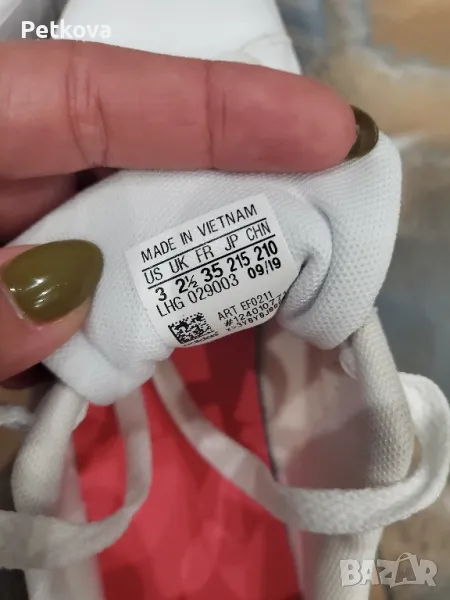 Petkova
MADE IN VIETNAM
US UK FR JP CHN
3 2½ 35 215 210
LHG 029003 09/19
ART EF0211
BAZAR